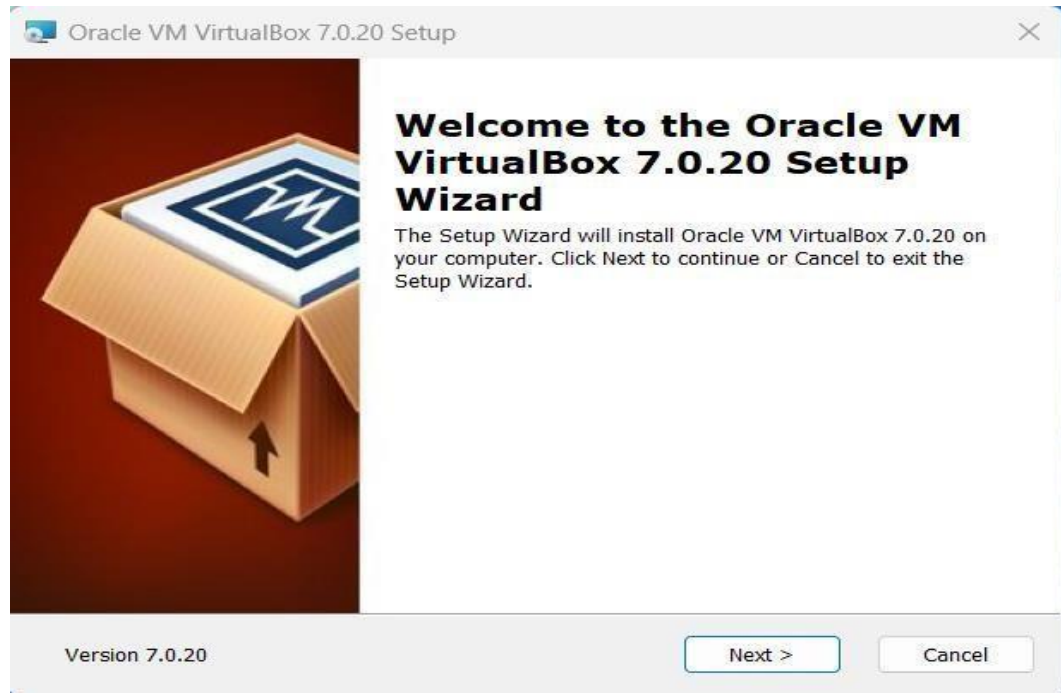 Oracle VM VirtualBox 7.0.20 Setup
Welcome to the Oracle VM
VirtualBox 7.0.20 Setup
Wizard
The Setup Wizard will install Oracle VM VirtualBox 7.0.20 on
your computer. Click Next to continue or Cancel to exit the
Setup Wizard.
Version 7.0.20
Next >
Cancel